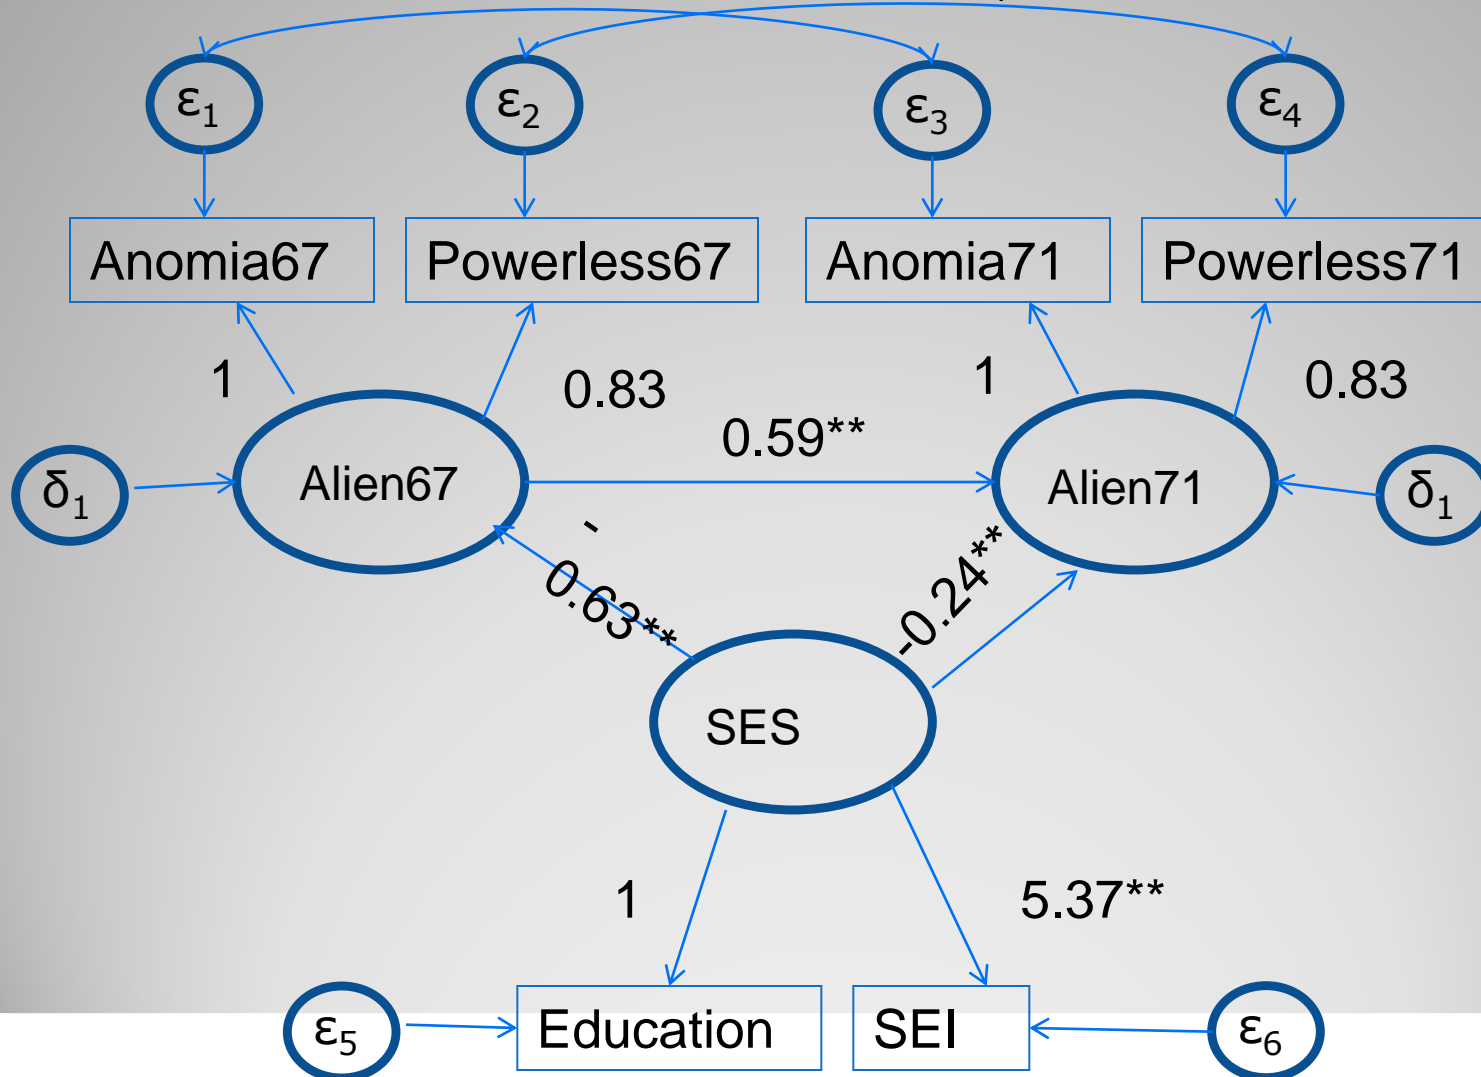 ε1 ε2 ε3 ε4
Anomia67 Powerless67 Anomia71 Powerless71
1 0.83 1 0.83
0.59**
δ1 Alien67 Alien71 δ1
-
0.63** -0.24**
SES
1 5.37**
ε5 Education SEI ε6